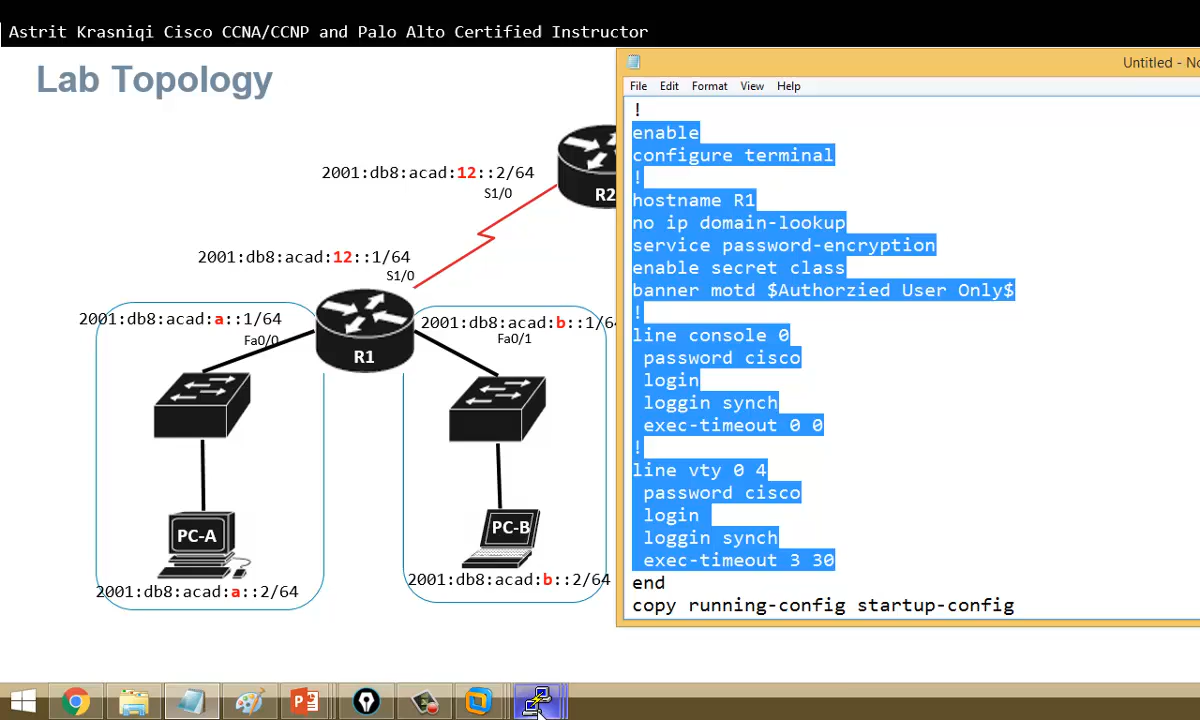 Astrit Krasniqi Cisco CCNA/CCNP and Palo Alto Certified Instructor
Lab Topology
2001:db8:acad:12::2/64
S1/0
R2
2001:db8:acad:12::1/64
S1/0
2001:db8:acad:a::1/64
Fa0/0
R1
2001:db8:acad:b::1/64
Fa0/1
PC-A
2001:db8:acad:a::2/64
PC-B
2001:db8:acad:b::2/64
Untitled - No
File Edit Format View Help
!
enable
configure terminal
!
hostname R1
no ip domain-lookup
service password-encryption
enable secret class
banner motd $Authorzied User Only$
!
line console 0
password cisco
login
loggin synch
exec-timeout 0 0
!
line vty 0 4
password cisco
login
loggin synch
exec-timeout 3 30
end
copy running-config startup-config